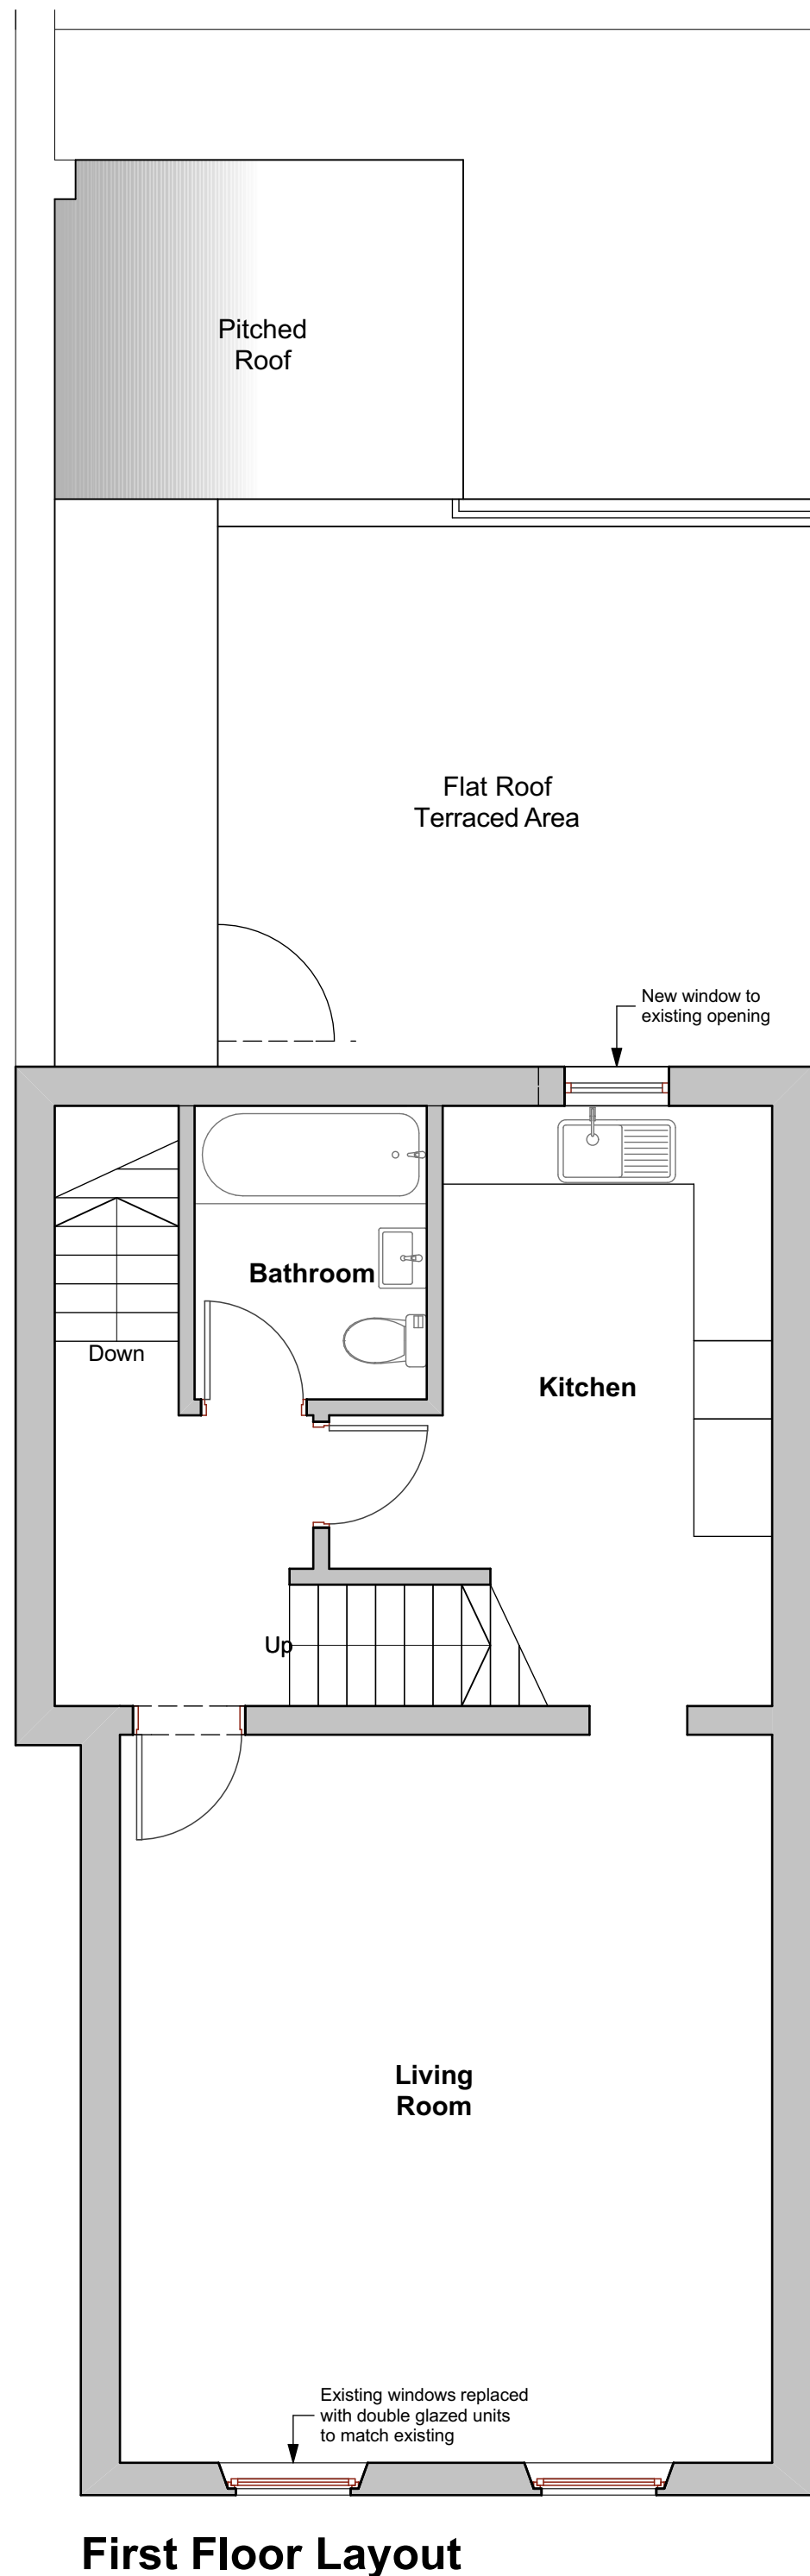 Pitched
Roof
Flat Roof
Terraced Area
New window to
existing opening
Bathroom
Down
Kitchen
Up
Living
Room
Existing windows replaced
with double glazed units
to match existing
First Floor Layout